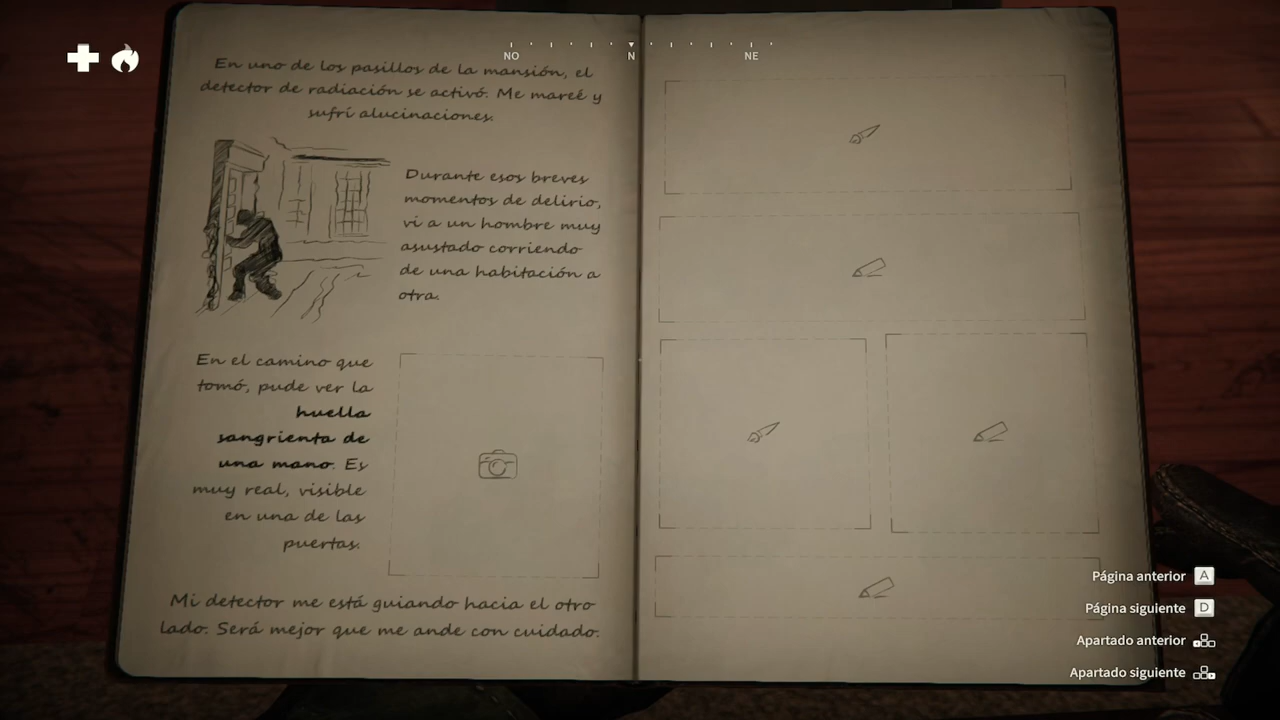 NO
N
NE
En uno de los pasillos de la mansión, el
detector de radiación se activó. Me mareé y
sufrí alucinaciones.
Durante esos breves
momentos de delirio,
vi a un hombre muy
asustado corriendo
de una habitación a
otra.
En el camino que
tomó, pude ver la
huella
sangrienta de
una mano. Es
muy real, visible
en una de las
puertas.
Mi detector me está guiando hacia el otro
lado. Será mejor que me ande con cuidado.
Página anterior A
Página siguiente D
Apartado anterior
Apartado siguiente